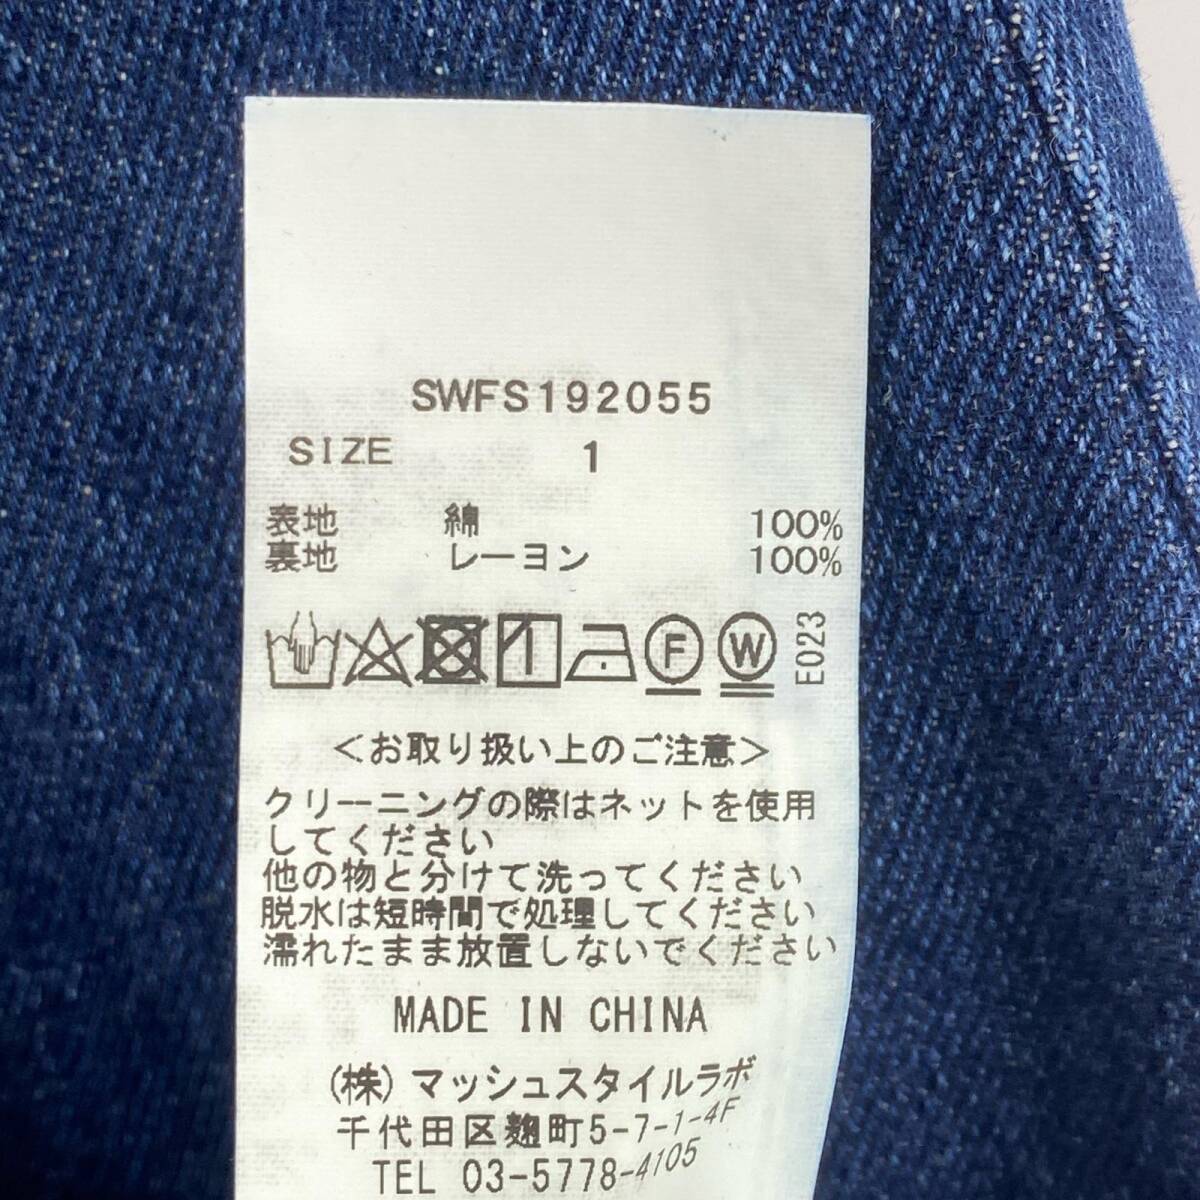 SWFS192055
SIZE 1
表地 綿 100%
裏地 レーヨン 100%
1 F W E023
<お取り扱い上のご注意>
クリーニングの際はネットを使用
してください
他の物と分けて洗ってください
脱水は短時間で処理してください
濡れたまま放置しないでください
MADE IN CHINA
(株)マッシュスタイルラボ
千代田区麹町5-7-1-4F
TEL 03-5778-4105